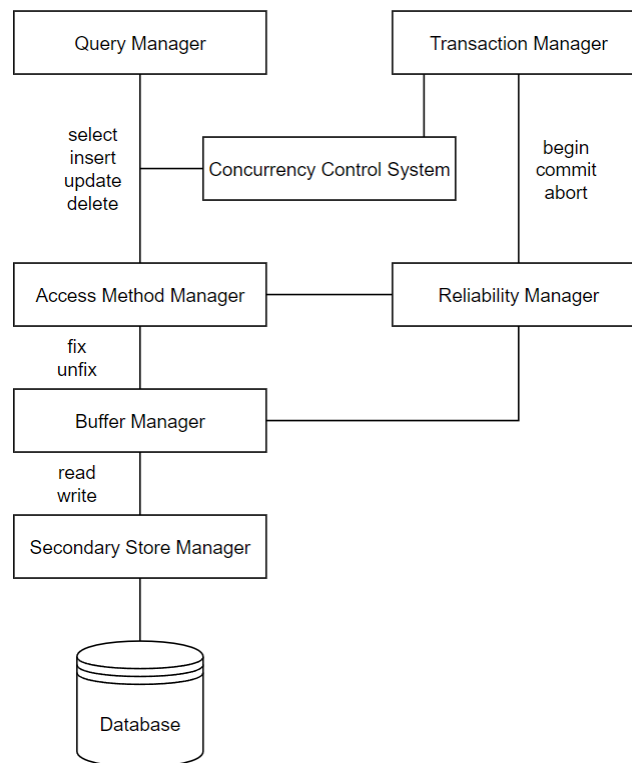 Query Manager
Transaction Manager
select
insert
update
delete
Concurrency Control System
begin
commit
abort
Access Method Manager
Reliability Manager
fix
unfix
Buffer Manager
read
write
Secondary Store Manager
Database